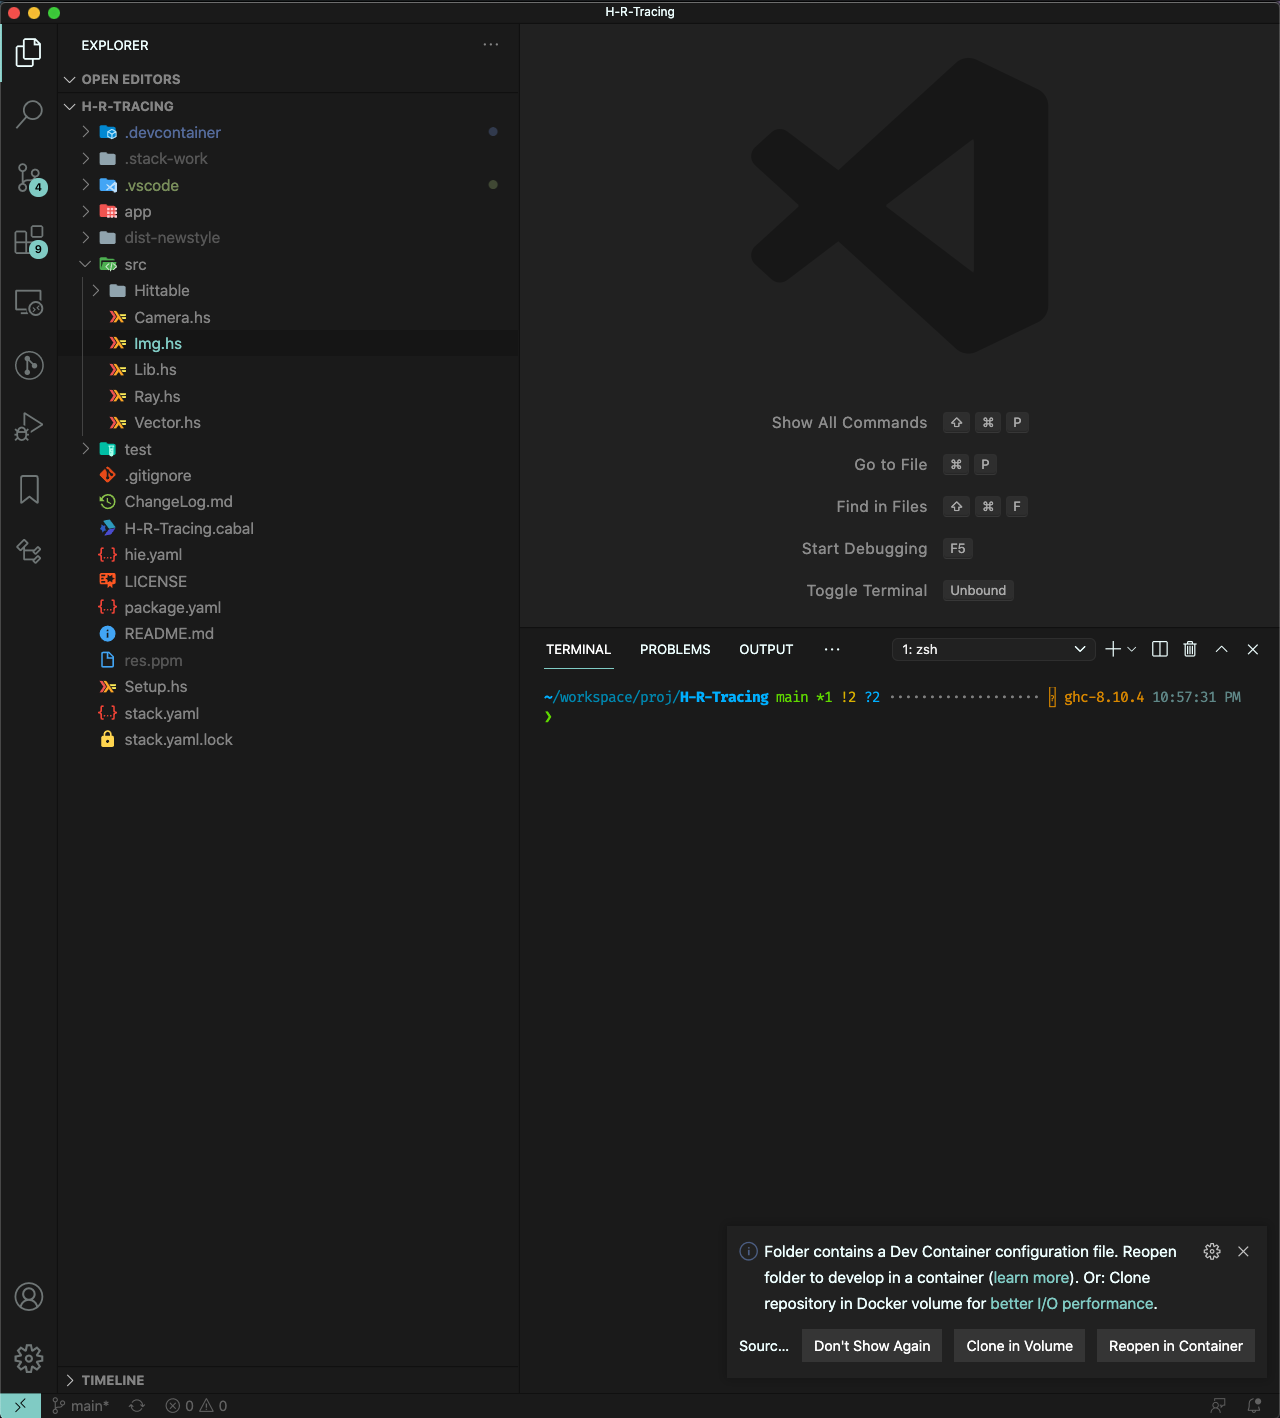 H-R-Tracing
EXPLORER
OPEN EDITORS
H-R-TRACING
.devcontainer
.stack-work
.vscode
app
dist-newstyle
src
Hittable
Camera.hs
Img.hs
Lib.hs
Ray.hs
Vector.hs
test
.gitignore
ChangeLog.md
H-R-Tracing.cabal
{..} hie.yaml
LICENSE
{..} package.yaml
README.md
res.ppm
Setup.hs
{..} stack.yaml
stack.yaml.lock
TIMELINE
4
9
Show All Commands ⇧ ⌘ P
Go to File ⌘ P
Find in Files ⇧ ⌘ F
Start Debugging F5
Toggle Terminal Unbound
TERMINAL PROBLEMS OUTPUT ··· 1: zsh
~/workspace/proj/H-R-Tracing main *1 !2 ?2 ··················· ghc-8.10.4 10:57:31 PM
❯
Folder contains a Dev Container configuration file. Reopen
folder to develop in a container (learn more). Or: Clone
repository in Docker volume for better I/O performance.
Sourc... Don't Show Again Clone in Volume Reopen in Container
main* 0 0